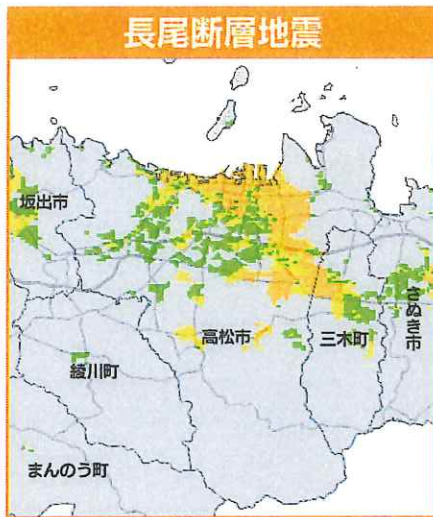 長尾断層地震
坂出市
高松市
三木町
さぬき市
綾川町
まんのう町